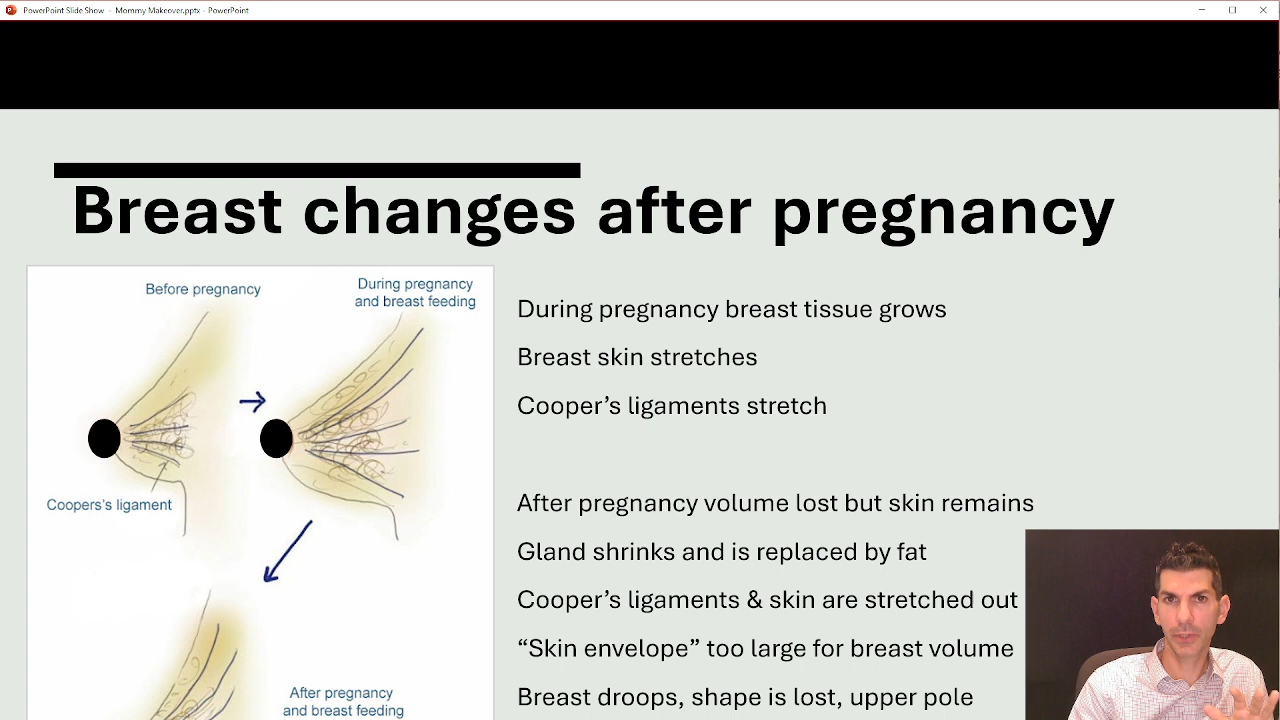 PowerPoint Slide Show - Mommy Makeover.pptx - PowerPoint
Breast changes after pregnancy
Before pregnancy
During pregnancy
and breast feeding
Coopers's ligament
After pregnancy
and breast feeding
During pregnancy breast tissue grows
Breast skin stretches
Cooper’s ligaments stretch
After pregnancy volume lost but skin remains
Gland shrinks and is replaced by fat
Cooper’s ligaments & skin are stretched out
“Skin envelope” too large for breast volume
Breast droops, shape is lost, upper pole